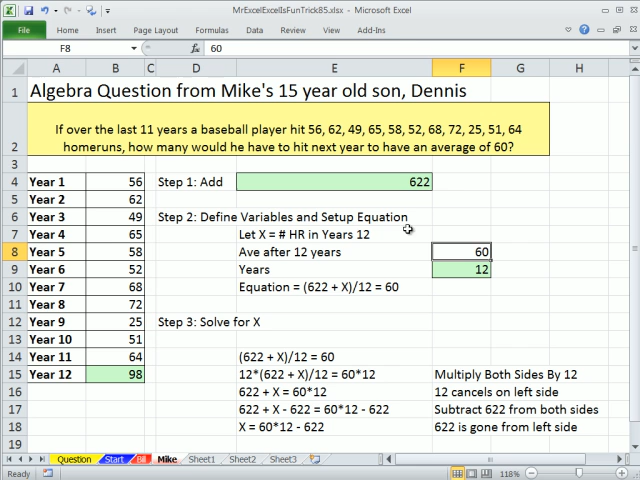 MrExcelExcelIsFunTrick85.xlsx - Microsoft Excel
File Home Insert Page Layout Formulas Data Review View Add-Ins
F8 fx 60
A B C D E F G H
1 Algebra Question from Mike's 15 year old son, Dennis
If over the last 11 years a baseball player hit 56, 62, 49, 65, 58, 52, 68, 72, 25, 51, 64
2 homeruns, how many would he have to hit next year to have an average of 60?
3
4 Year 1 56 Step 1: Add 622
5 Year 2 62
6 Year 3 49 Step 2: Define Variables and Setup Equation
7 Year 4 65 Let X = # HR in Years 12
8 Year 5 58 Ave after 12 years 60
9 Year 6 52 Years 12
10 Year 7 68 Equation = (622 + X)/12 = 60
11 Year 8 72
12 Year 9 25 Step 3: Solve for X
13 Year 10 51
14 Year 11 64 (622 + X)/12 = 60
15 Year 12 98 12*(622 + X)/12 = 60*12 Multiply Both Sides By 12
16 622 + X = 60*12 12 cancels on left side
17 622 + X - 622 = 60*12 - 622 Subtract 622 from both sides
18 X = 60*12 - 622 622 is gone from left side
19
Question Start Bill Mike Sheet1 Sheet2 Sheet3
Ready 118%